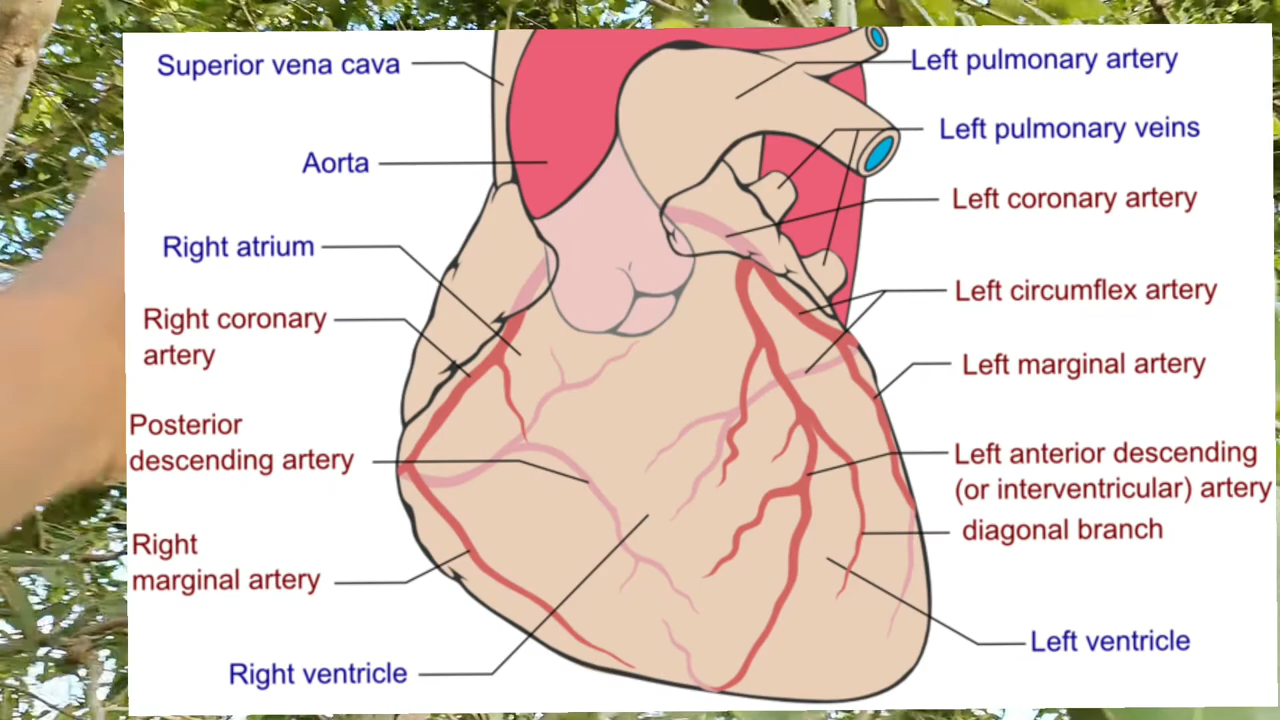 Superior vena cava
Aorta
Right atrium
Right coronary
artery
Posterior
descending artery
Right
marginal artery
Right ventricle
Left pulmonary artery
Left pulmonary veins
Left coronary artery
Left circumflex artery
Left marginal artery
Left anterior descending
(or interventricular) artery
diagonal branch
Left ventricle